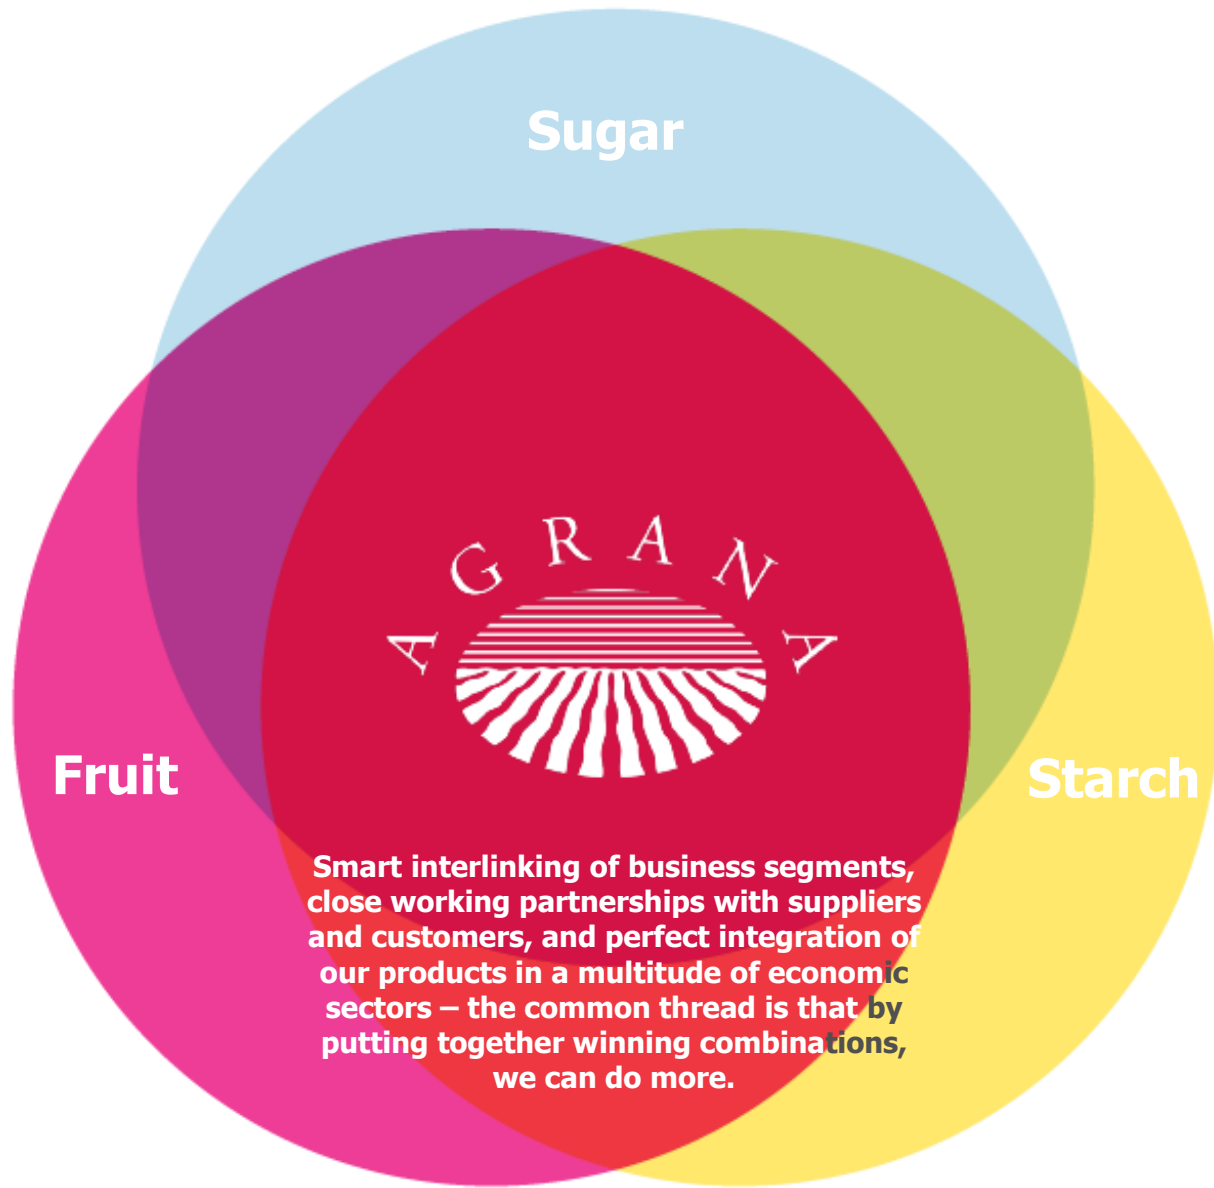 Sugar
AGRANA
Fruit
Starch
Smart interlinking of business segments,
close working partnerships with suppliers
and customers, and perfect integration of
our products in a multitude of economic
sectors – the common thread is that by
putting together winning combinations,
we can do more.